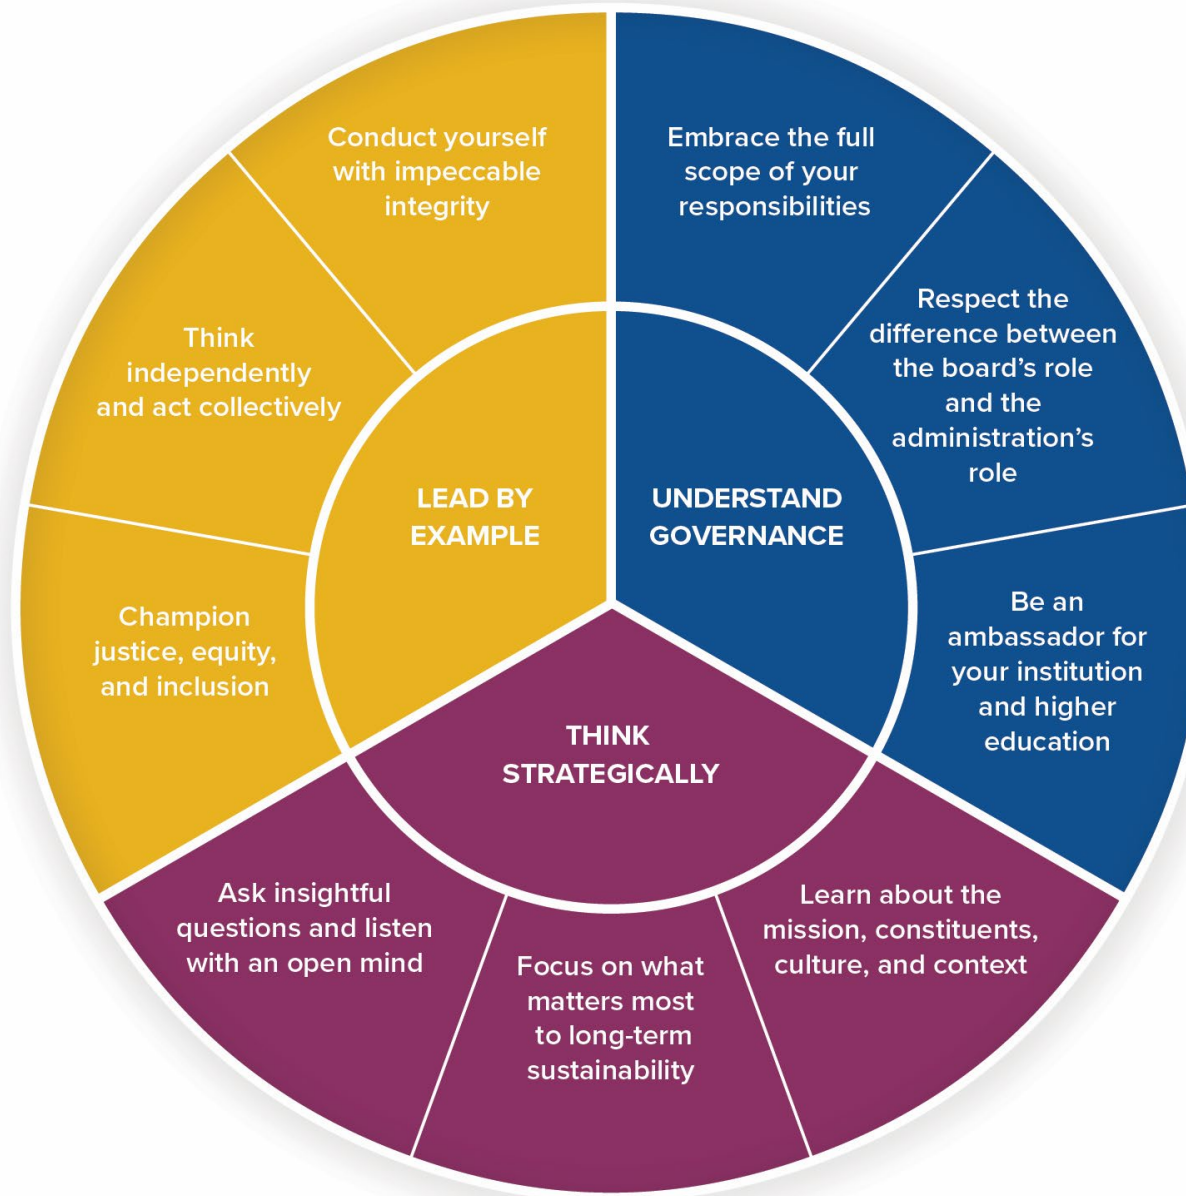 Conduct yourself
with impeccable
integrity
Embrace the full
scope of your
responsibilities
Respect the
difference between
the board’s role
and the
administration’s
role
Be an
ambassador for
your institution
and higher
education
Learn about the
mission, constituents,
culture, and context
Focus on what
matters most
to long-term
sustainability
Ask insightful
questions and listen
with an open mind
Champion
justice, equity,
and inclusion
Think
independently
and act collectively
LEAD BY
EXAMPLE
UNDERSTAND
GOVERNANCE
THINK
STRATEGICALLY